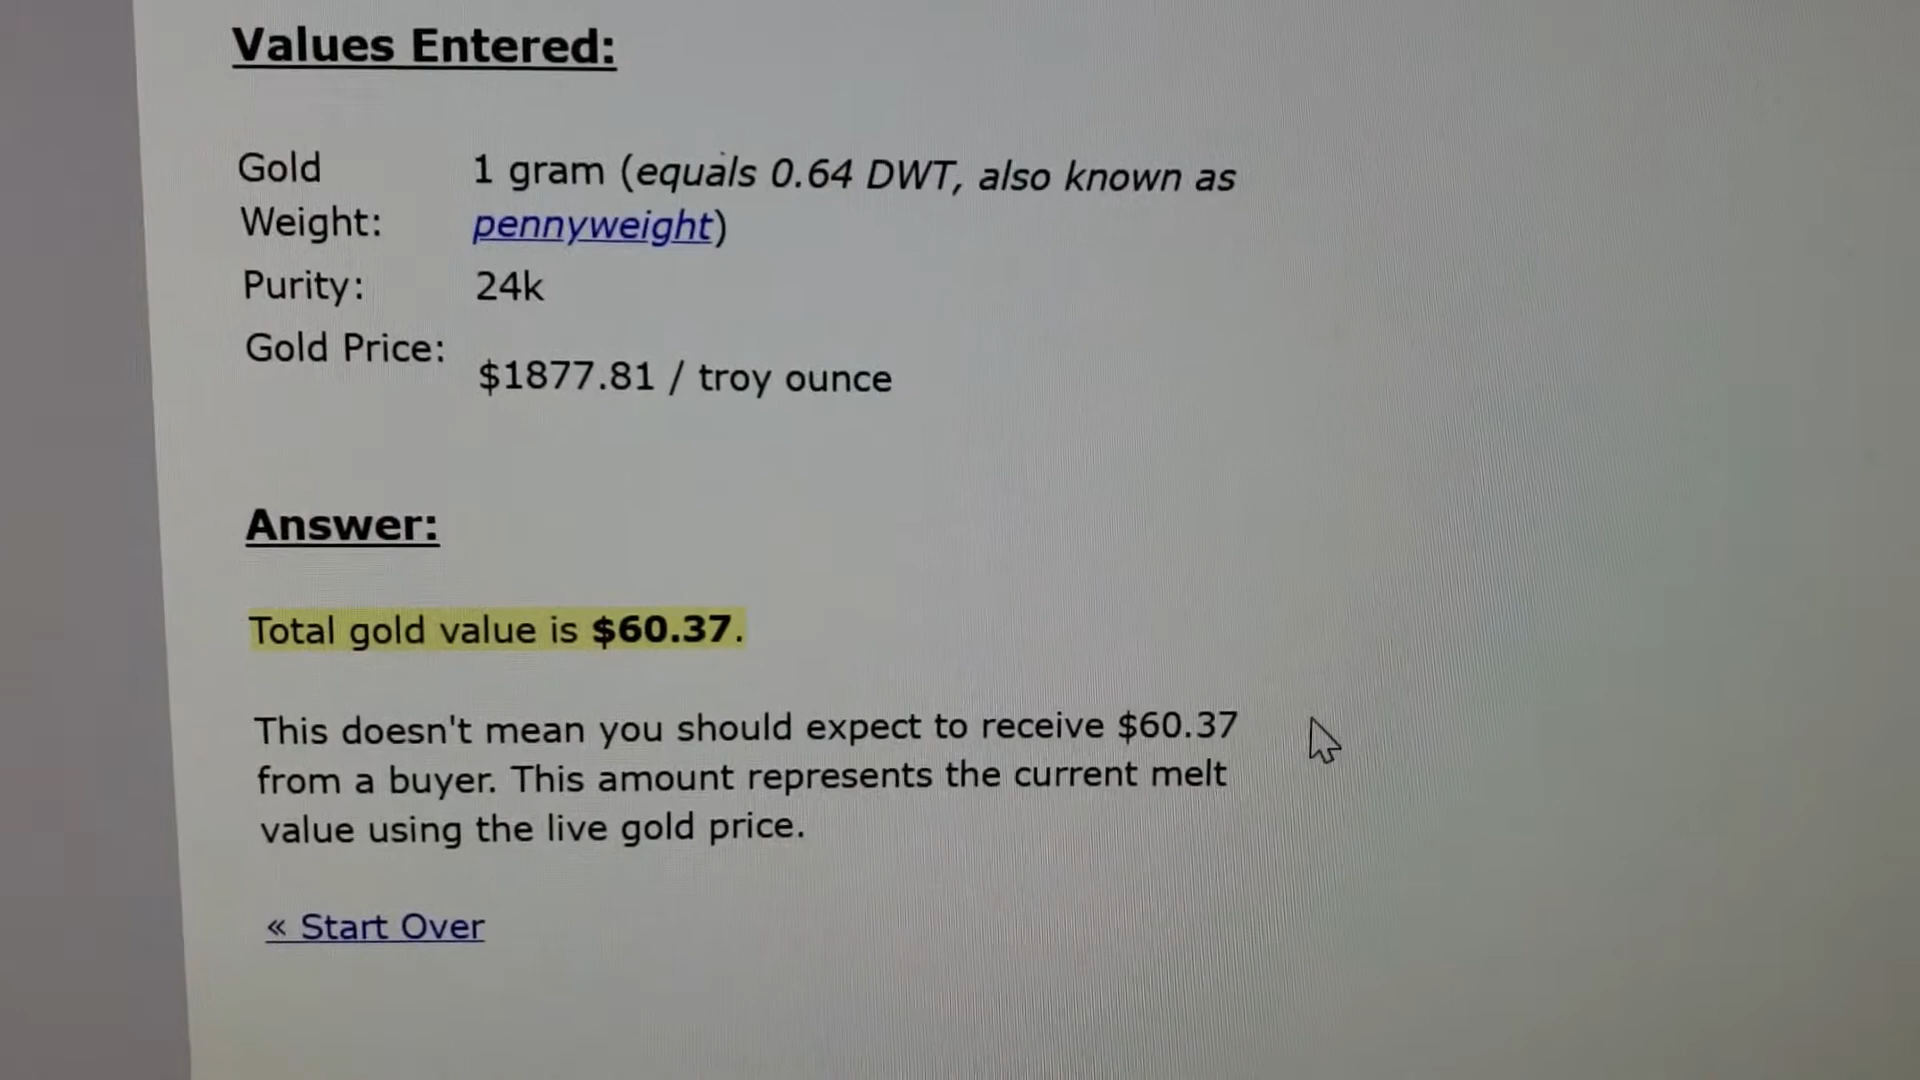 Values Entered:
Gold Weight: 1 gram (equals 0.64 DWT, also known as
pennyweight)
Purity: 24k
Gold Price: $1877.81 / troy ounce
Answer:
Total gold value is $60.37.
This doesn't mean you should expect to receive $60.37
from a buyer. This amount represents the current melt
value using the live gold price.
« Start Over